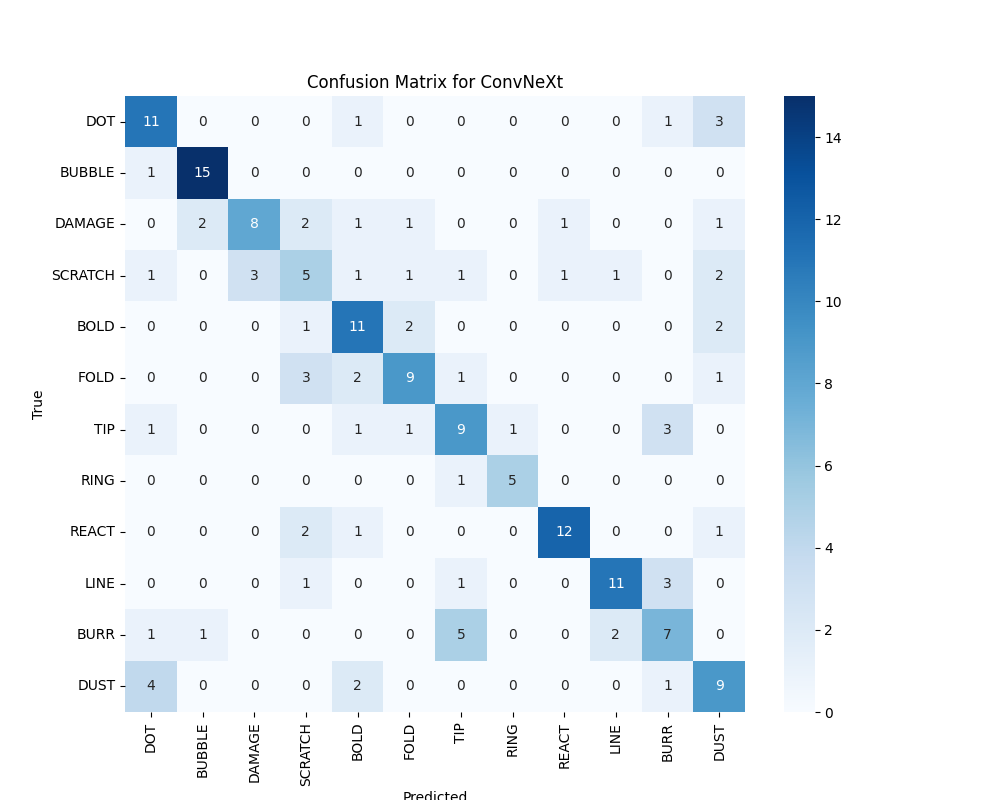 Confusion Matrix for ConvNeXt
DOT 11 0 0 0 1 0 0 0 0 0 1 3
BUBBLE 1 15 0 0 0 0 0 0 0 0 0 0
DAMAGE 0 2 8 2 1 1 0 0 1 0 0 1
SCRATCH 1 0 3 5 1 1 1 0 1 1 0 2
BOLD 0 0 0 1 11 2 0 0 0 0 0 2
FOLD 0 0 0 3 2 9 1 0 0 0 0 1
TIP 1 0 0 0 1 1 9 1 0 0 3 0
RING 0 0 0 0 0 0 1 5 0 0 0 0
REACT 0 0 0 2 1 0 0 0 12 0 0 1
LINE 0 0 0 1 0 0 1 0 0 11 3 0
BURR 1 1 0 0 0 0 5 0 0 2 7 0
DUST 4 0 0 0 2 0 0 0 0 0 1 9
True
DOT BUBBLE DAMAGE SCRATCH BOLD FOLD TIP RING REACT LINE BURR DUST
Predicted
14
12
10
8
6
4
2
0